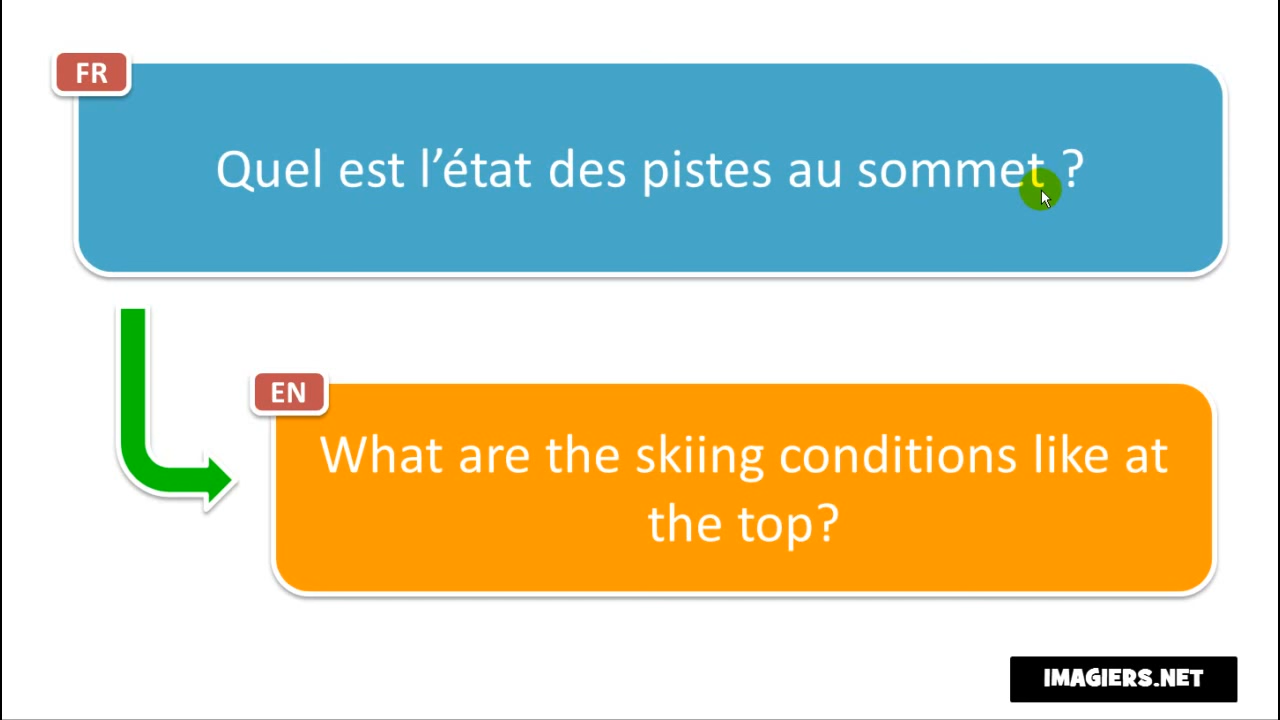 FR
Quel est l’état des pistes au sommet ?
EN
What are the skiing conditions like at
the top?
IMAGIERS.NET